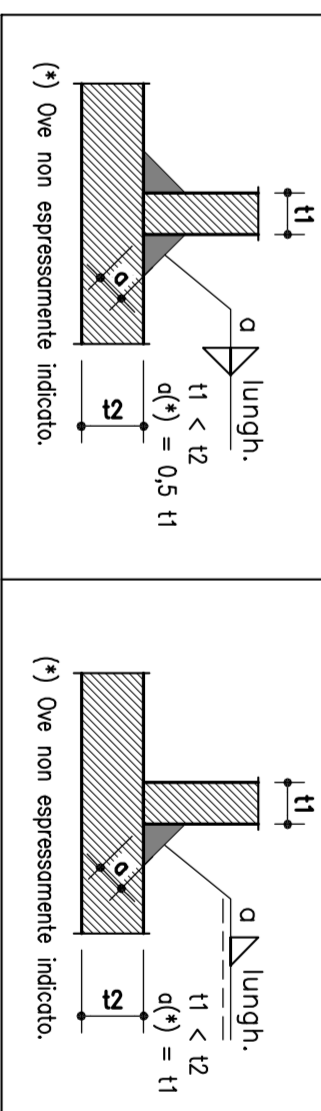 t1
a
lungh.
t1 < t2
a(*) = 0,5 t1
a
t2
(*) Ove non espressamente indicato.
t1
a
lungh.
t1 < t2
a(*) = t1
a
t2
(*) Ove non espressamente indicato.